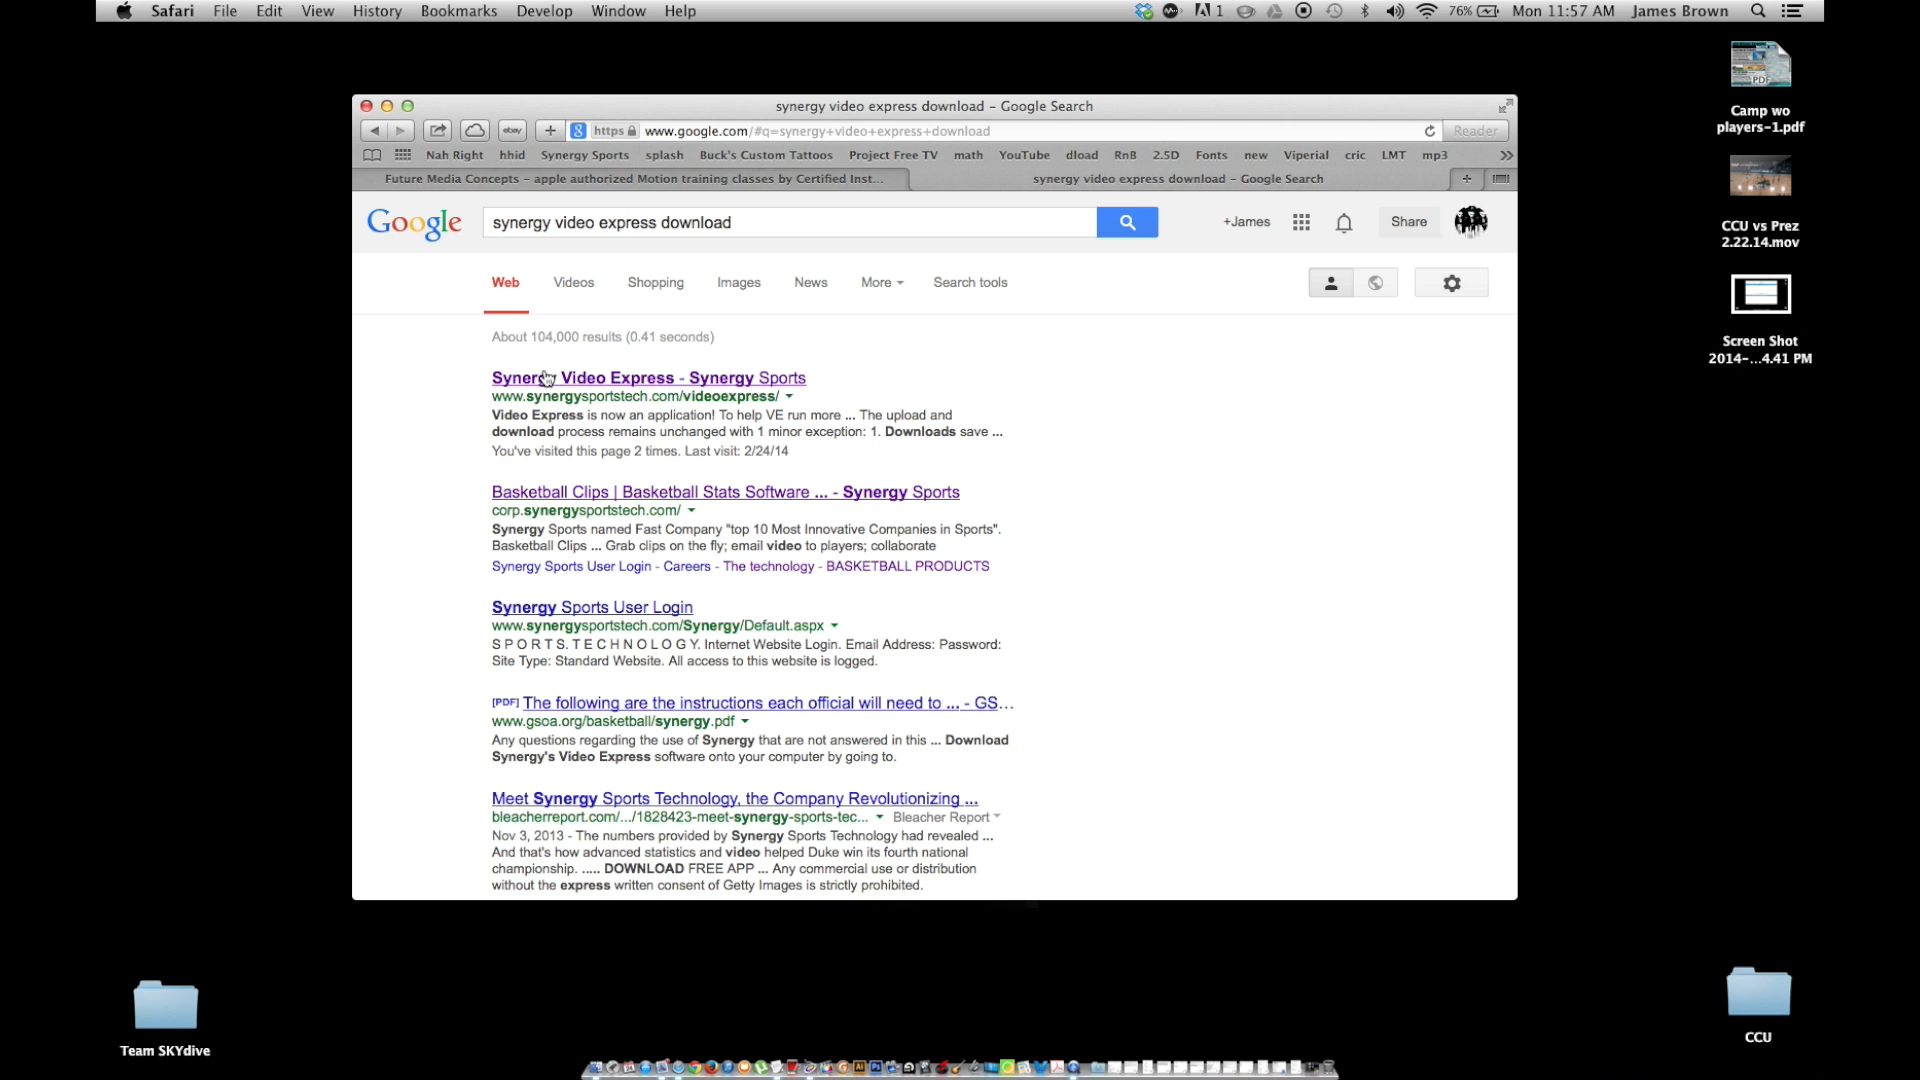 Safari File Edit View History Bookmarks Develop Window Help 1 76% Mon 11:57 AM James Brown
PDF
Camp wo
players-1.pdf
CCU vs Prez
2.22.14.mov
Screen Shot
2014-...4.41 PM
synergy video express download – Google Search
ebay + 8 https www.google.com/#q=synergy+video+express+download Reader
Nah Right hhid Synergy Sports splash Buck's Custom Tattoos Project Free TV math YouTube dload RnB 2.5D Fonts new Viperial cric LMT mp3 »
Future Media Concepts – apple authorized Motion training classes by Certified Inst... synergy video express download – Google Search +
Google synergy video express download +James Share
Web Videos Shopping Images News More Search tools
About 104,000 results (0.41 seconds)
Synergy Video Express - Synergy Sports
www.synergysportstech.com/videoexpress/
Video Express is now an application! To help VE run more ... The upload and
download process remains unchanged with 1 minor exception: 1. Downloads save ...
You've visited this page 2 times. Last visit: 2/24/14
Basketball Clips | Basketball Stats Software ... - Synergy Sports
corp.synergysportstech.com/
Synergy Sports named Fast Company "top 10 Most Innovative Companies in Sports".
Basketball Clips ... Grab clips on the fly; email video to players; collaborate
Synergy Sports User Login - Careers - The technology - BASKETBALL PRODUCTS
Synergy Sports User Login
www.synergysportstech.com/Synergy/Default.aspx
S P O R T S. T E C H N O L O G Y. Internet Website Login. Email Address: Password:
Site Type: Standard Website. All access to this website is logged.
[PDF] The following are the instructions each official will need to ... - GS...
www.gsoa.org/basketball/synergy.pdf
Any questions regarding the use of Synergy that are not answered in this ... Download
Synergy's Video Express software onto your computer by going to.
Meet Synergy Sports Technology, the Company Revolutionizing ...
bleacherreport.com/.../1828423-meet-synergy-sports-tec... Bleacher Report
Nov 3, 2013 - The numbers provided by Synergy Sports Technology had revealed ...
And that's how advanced statistics and video helped Duke win its fourth national
championship. ..... DOWNLOAD FREE APP ... Any commercial use or distribution
without the express written consent of Getty Images is strictly prohibited.
Team SKYdive
CCU